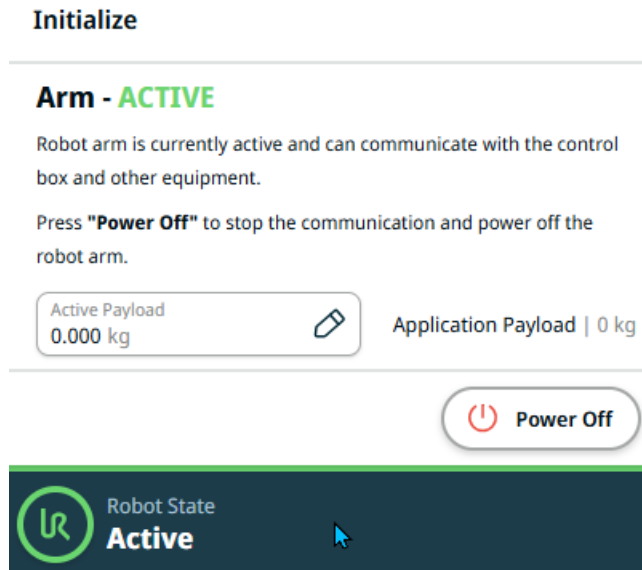 Initialize
Arm - ACTIVE
Robot arm is currently active and can communicate with the control
box and other equipment.
Press "Power Off" to stop the communication and power off the
robot arm.
Active Payload
0.000 kg
Application Payload | 0 kg
Power Off
Robot State
Active